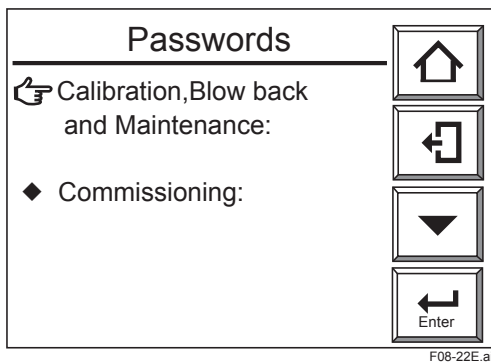 Passwords
Calibration,Blow back
and Maintenance:
Commissioning:
Enter
F08-22E.a